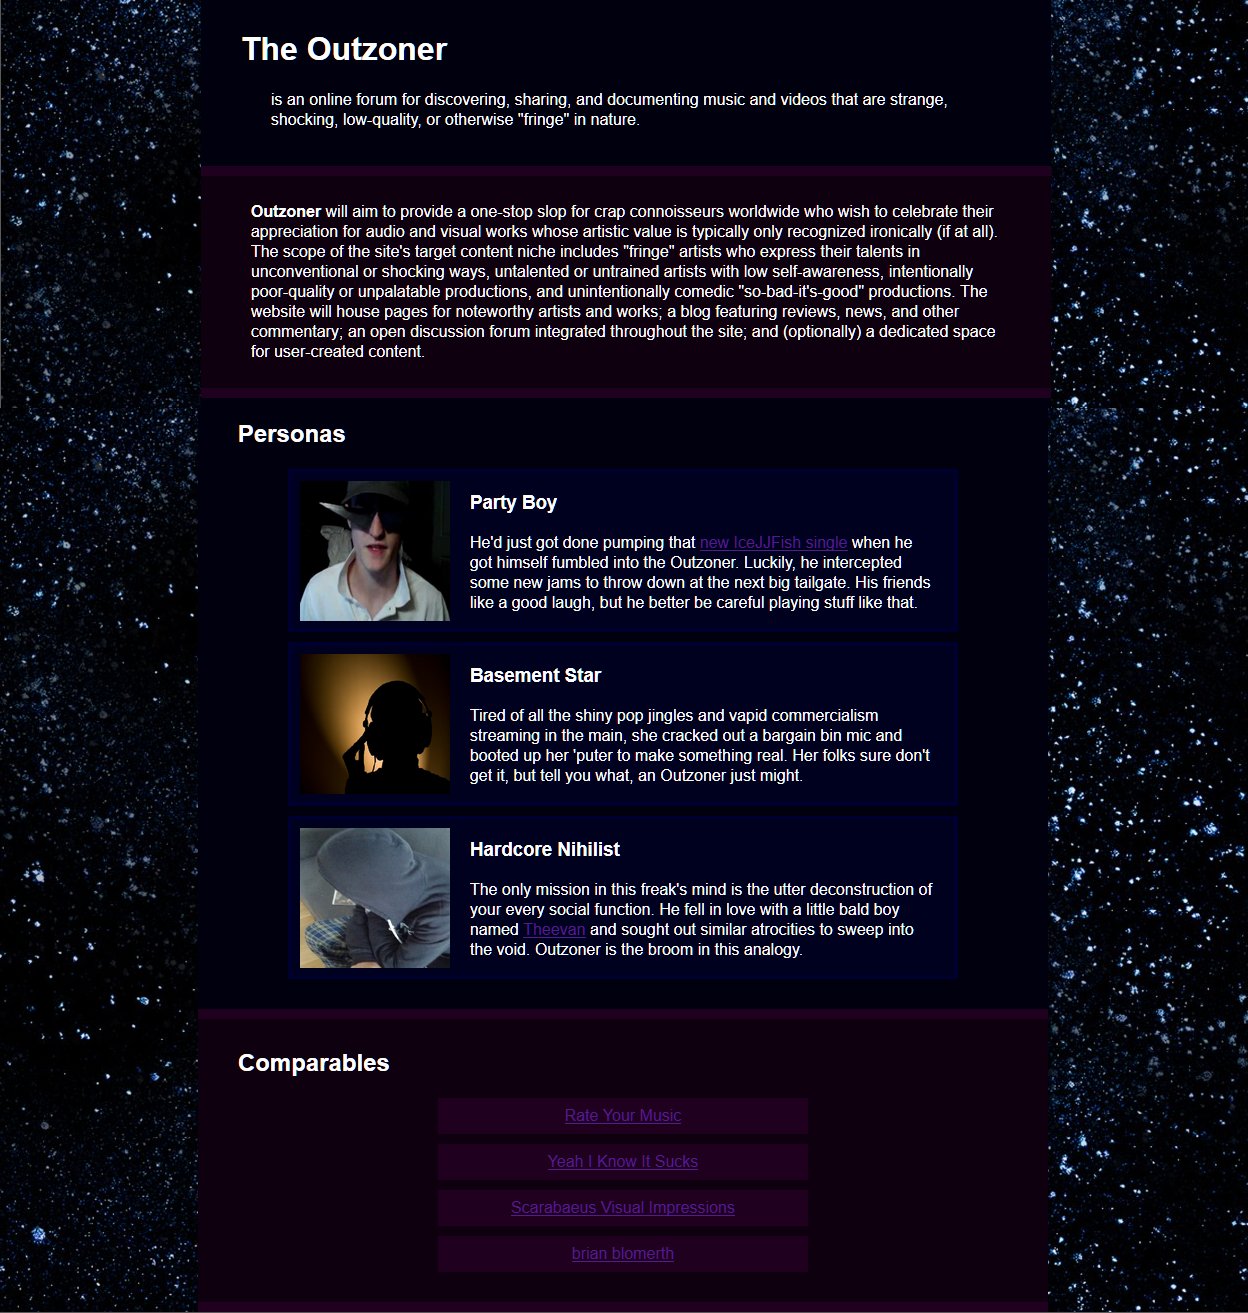 The Outzoner
is an online forum for discovering, sharing, and documenting music and videos that are strange,
shocking, low-quality, or otherwise "fringe" in nature.
Outzoner will aim to provide a one-stop slop for crap connoisseurs worldwide who wish to celebrate their
appreciation for audio and visual works whose artistic value is typically only recognized ironically (if at all).
The scope of the site's target content niche includes "fringe" artists who express their talents in
unconventional or shocking ways, untalented or untrained artists with low self-awareness, intentionally
poor-quality or unpalatable productions, and unintentionally comedic "so-bad-it's-good" productions. The
website will house pages for noteworthy artists and works; a blog featuring reviews, news, and other
commentary; an open discussion forum integrated throughout the site; and (optionally) a dedicated space
for user-created content.
Personas
Party Boy
He'd just got done pumping that new IceJJFish single when he
got himself fumbled into the Outzoner. Luckily, he intercepted
some new jams to throw down at the next big tailgate. His friends
like a good laugh, but he better be careful playing stuff like that.
Basement Star
Tired of all the shiny pop jingles and vapid commercialism
streaming in the main, she cracked out a bargain bin mic and
booted up her 'puter to make something real. Her folks sure don't
get it, but tell you what, an Outzoner just might.
Hardcore Nihilist
The only mission in this freak's mind is the utter deconstruction of
your every social function. He fell in love with a little bald boy
named Theevan and sought out similar atrocities to sweep into
the void. Outzoner is the broom in this analogy.
Comparables
Rate Your Music
Yeah I Know It Sucks
Scarabaeus Visual Impressions
brian blomerth